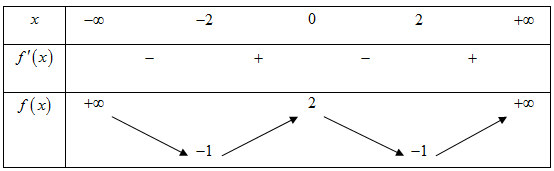 x −∞ −2 0 2 +∞
f′(x) − + − +
f(x) +∞ 2 +∞
−1 −1